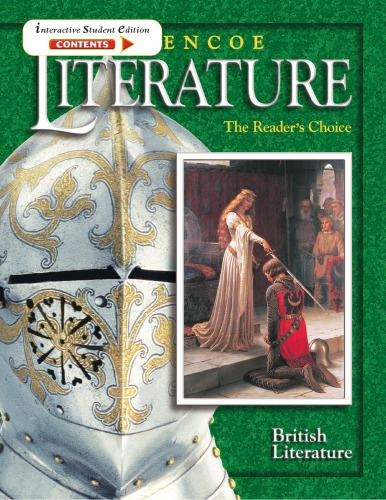 interactive Student Edition
CONTENTS
ENCOE
LITERATURE
The Reader's Choice
British
Literature